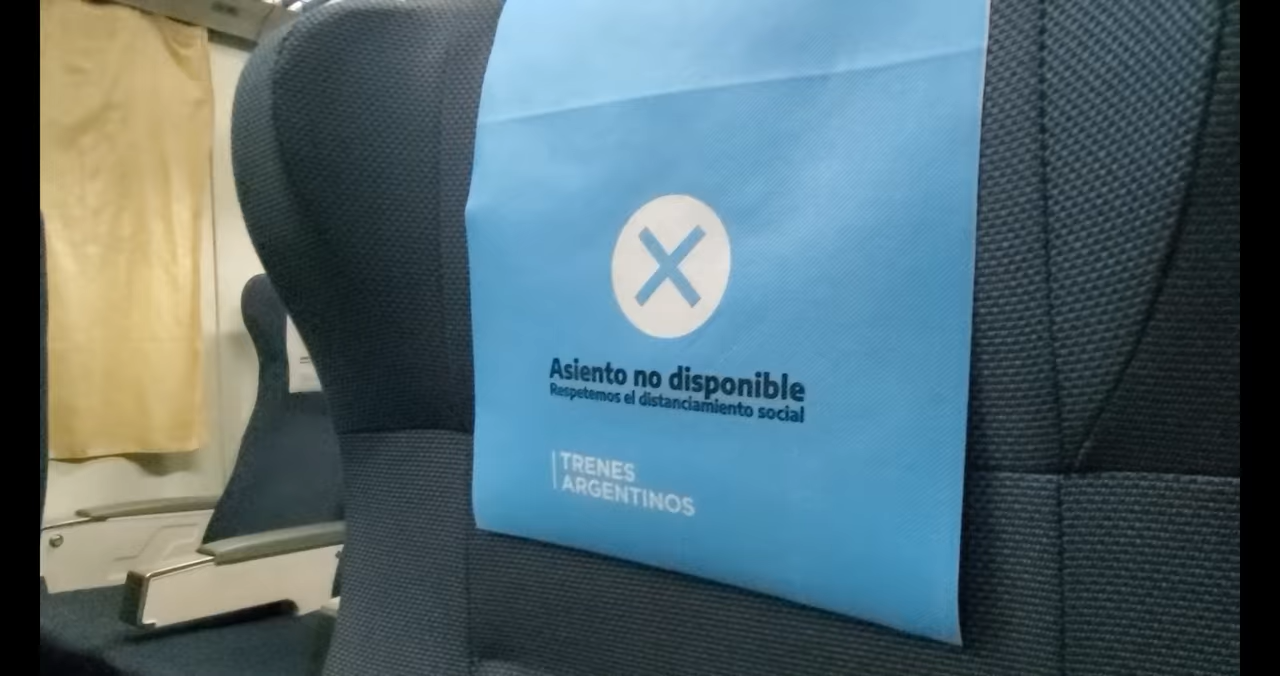 Asiento no disponible
Respetemos el distanciamiento social
TRENES
ARGENTINOS